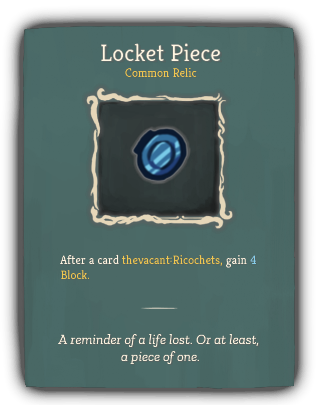 Locket Piece
Common Relic
After a card thevacant:Ricochets, gain 4
Block.
A reminder of a life lost. Or at least,
a piece of one.